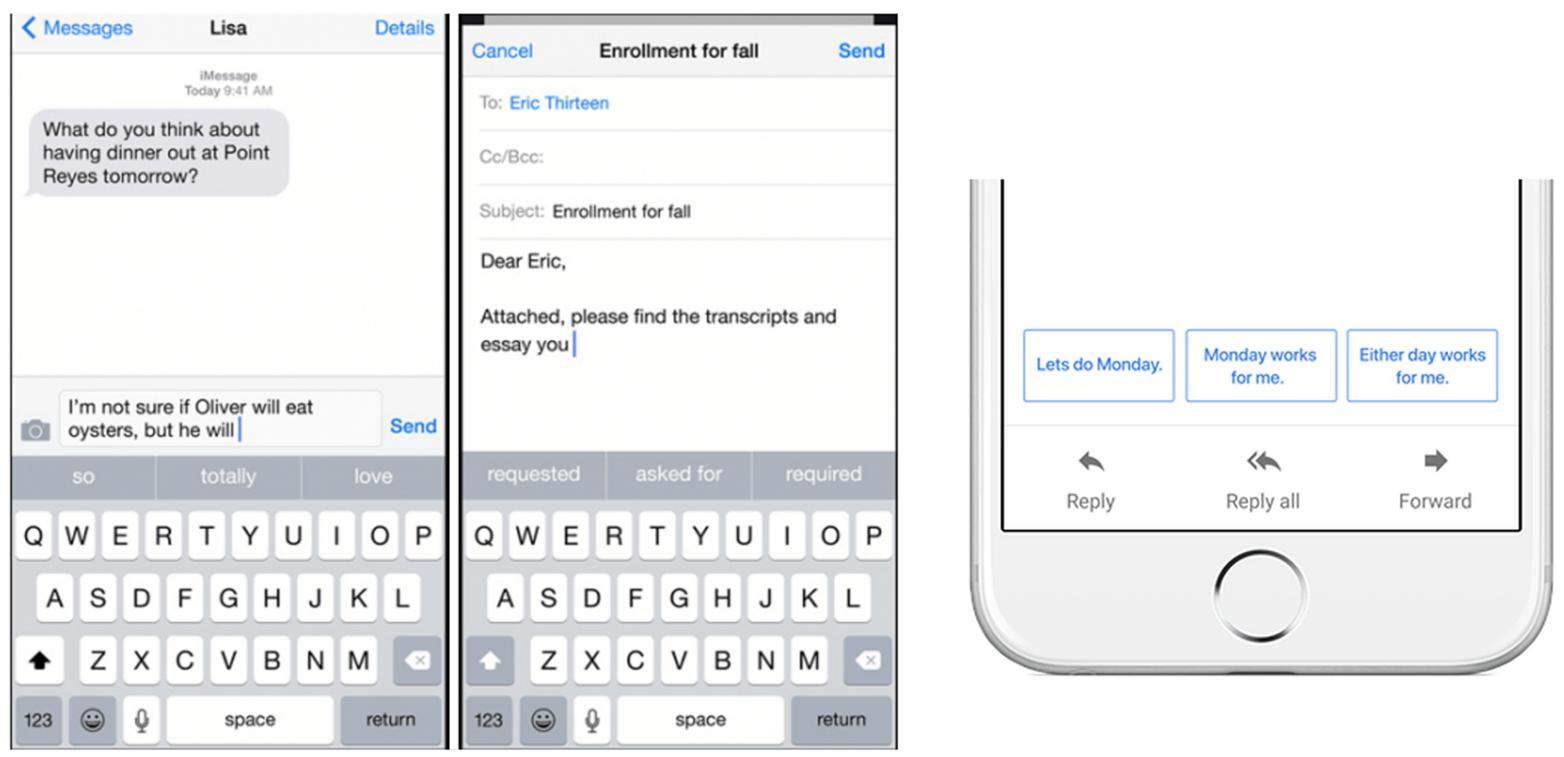 Messages Lisa Details
iMessage
Today 9:41 AM
What do you think about
having dinner out at Point
Reyes tomorrow?
I'm not sure if Oliver will eat
oysters, but he will
Send
so totally love
Q W E R T Y U I O P
A S D F G H J K L
Z X C V B N M
123 space return
Cancel Enrollment for fall Send
To: Eric Thirteen
Cc/Bcc:
Subject: Enrollment for fall
Dear Eric,
Attached, please find the transcripts and
essay you
requested asked for required
Q W E R T Y U I O P
A S D F G H J K L
Z X C V B N M
123 space return
Lets do Monday.
Monday works
for me.
Either day works
for me.
Reply Reply all Forward